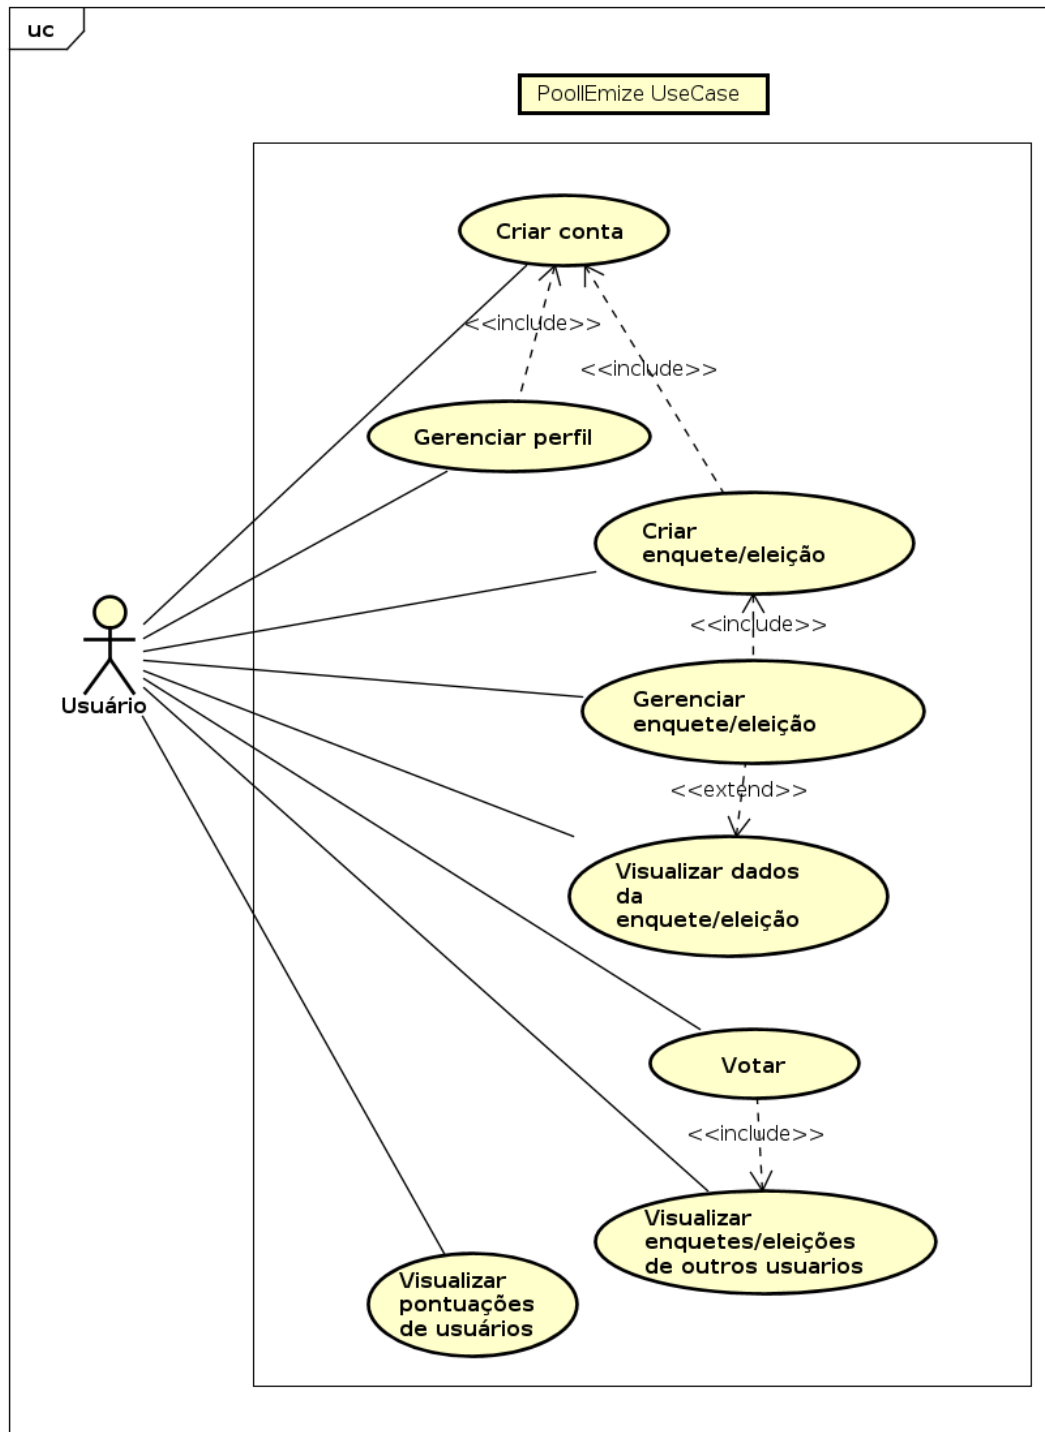 uc
PoollEmize UseCase
Criar conta
<<include>>
<<include>>
Gerenciar perfil
Criar
enquete/eleição
<<include>>
Usuário
Gerenciar
enquete/eleição
<<extend>>
Visualizar dados
da
enquete/eleição
Votar
<<include>>
Visualizar
enquetes/eleições
de outros usuarios
Visualizar
pontuações
de usuários